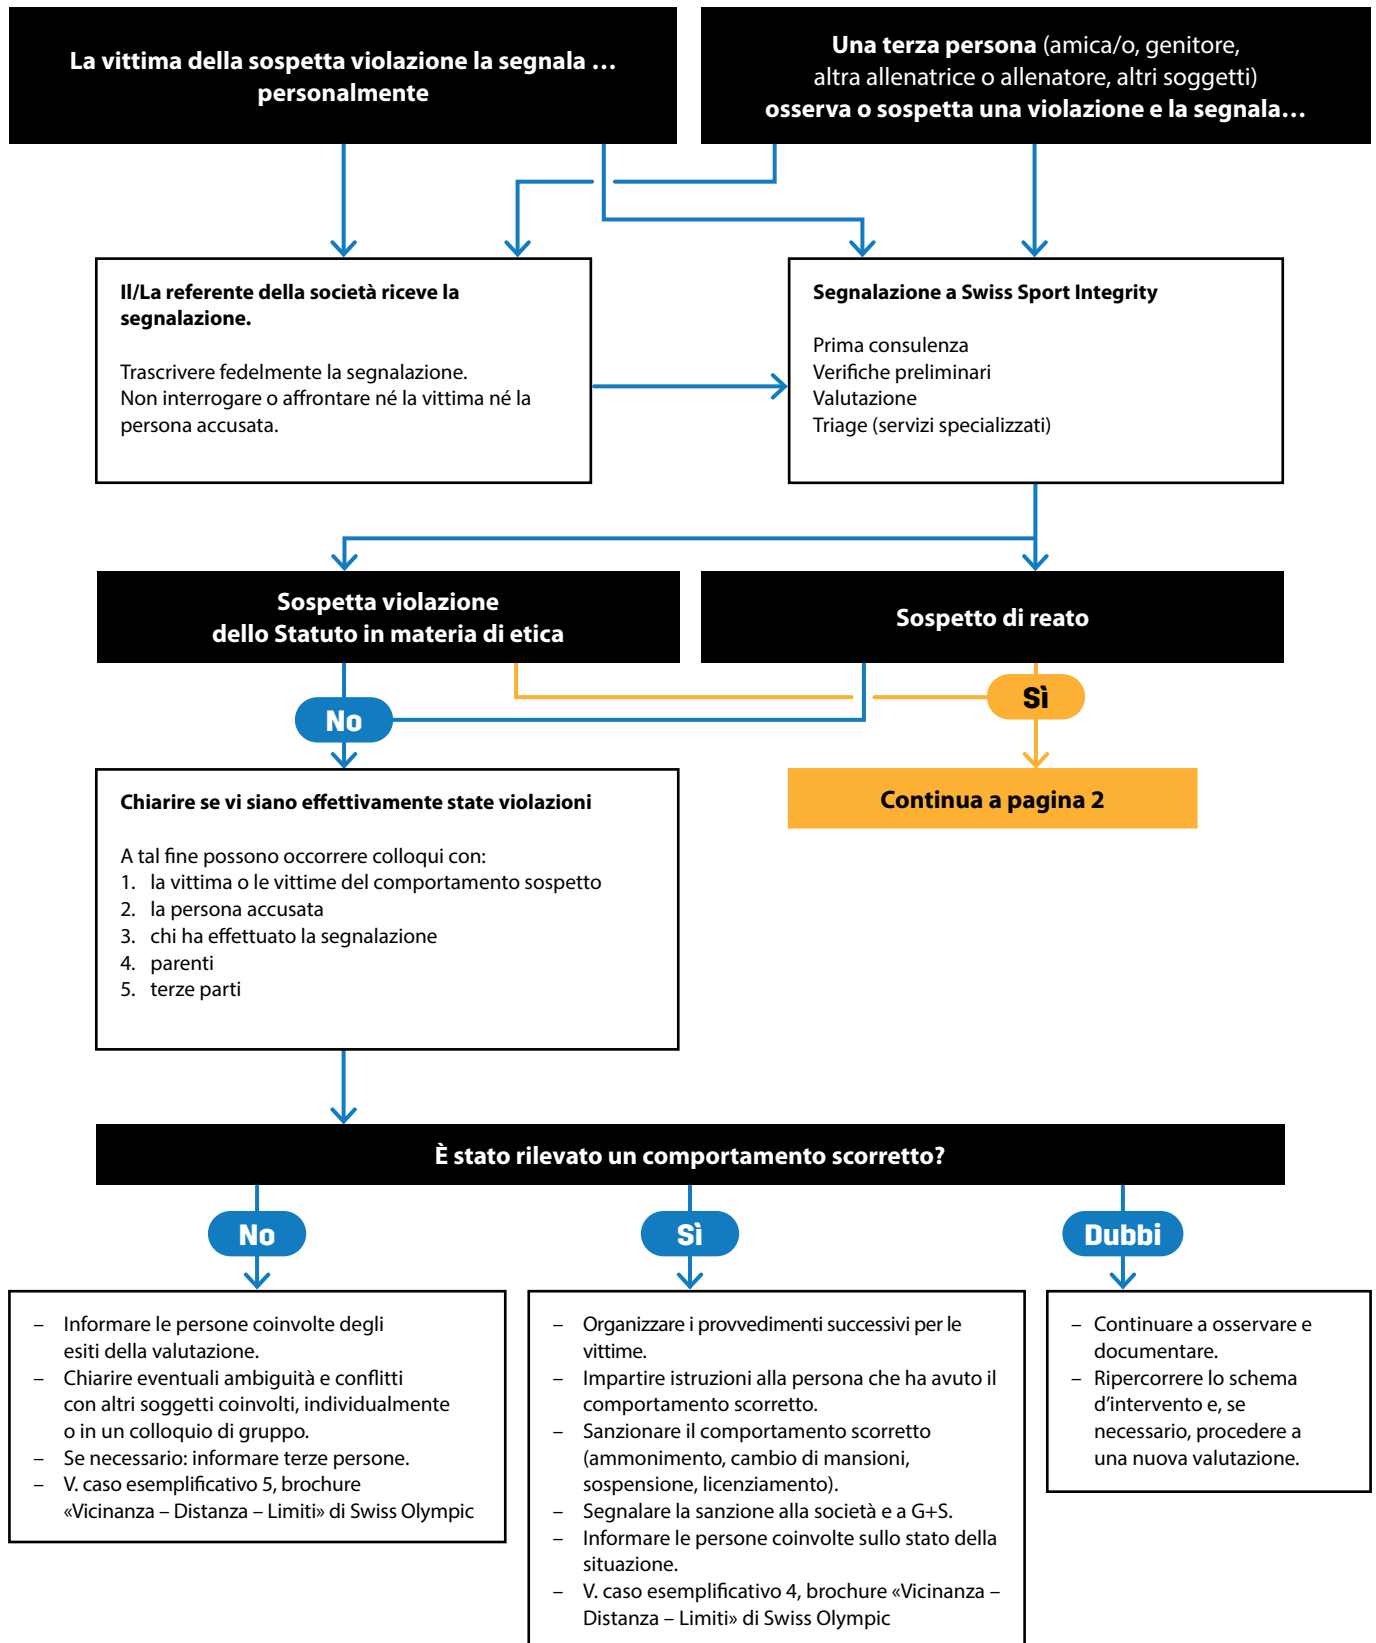 La vittima della sospetta violazione la segnala …
personalmente
Una terza persona (amica/o, genitore,
altra allenatrice o allenatore, altri soggetti)
osserva o sospetta una violazione e la segnala…
Il/La referente della società riceve la
segnalazione.
Trascrivere fedelmente la segnalazione.
Non interrogare o affrontare né la vittima né la
persona accusata.
Segnalazione a Swiss Sport Integrity
Prima consulenza
Verifiche preliminari
Valutazione
Triage (servizi specializzati)
Sospetta violazione
dello Statuto in materia di etica
Sospetto di reato
No
Sì
Chiarire se vi siano effettivamente state violazioni
A tal fine possono occorrere colloqui con:
1. la vittima o le vittime del comportamento sospetto
2. la persona accusata
3. chi ha effettuato la segnalazione
4. parenti
5. terze parti
Continua a pagina 2
È stato rilevato un comportamento scorretto?
No
Sì
Dubbi
– Informare le persone coinvolte degli
esiti della valutazione.
– Chiarire eventuali ambiguità e conflitti
con altri soggetti coinvolti, individualmente
o in un colloquio di gruppo.
– Se necessario: informare terze persone.
– V. caso esemplificativo 5, brochure
«Vicinanza – Distanza – Limiti» di Swiss Olympic
– Organizzare i provvedimenti successivi per le
vittime.
– Impartire istruzioni alla persona che ha avuto il
comportamento scorretto.
– Sanzionare il comportamento scorretto
(ammonimento, cambio di mansioni,
sospensione, licenziamento).
– Segnalare la sanzione alla società e a G+S.
– Informare le persone coinvolte sullo stato della
situazione.
– V. caso esemplificativo 4, brochure «Vicinanza –
Distanza – Limiti» di Swiss Olympic
– Continuare a osservare e
documentare.
– Ripercorrere lo schema
d’intervento e, se
necessario, procedere a
una nuova valutazione.